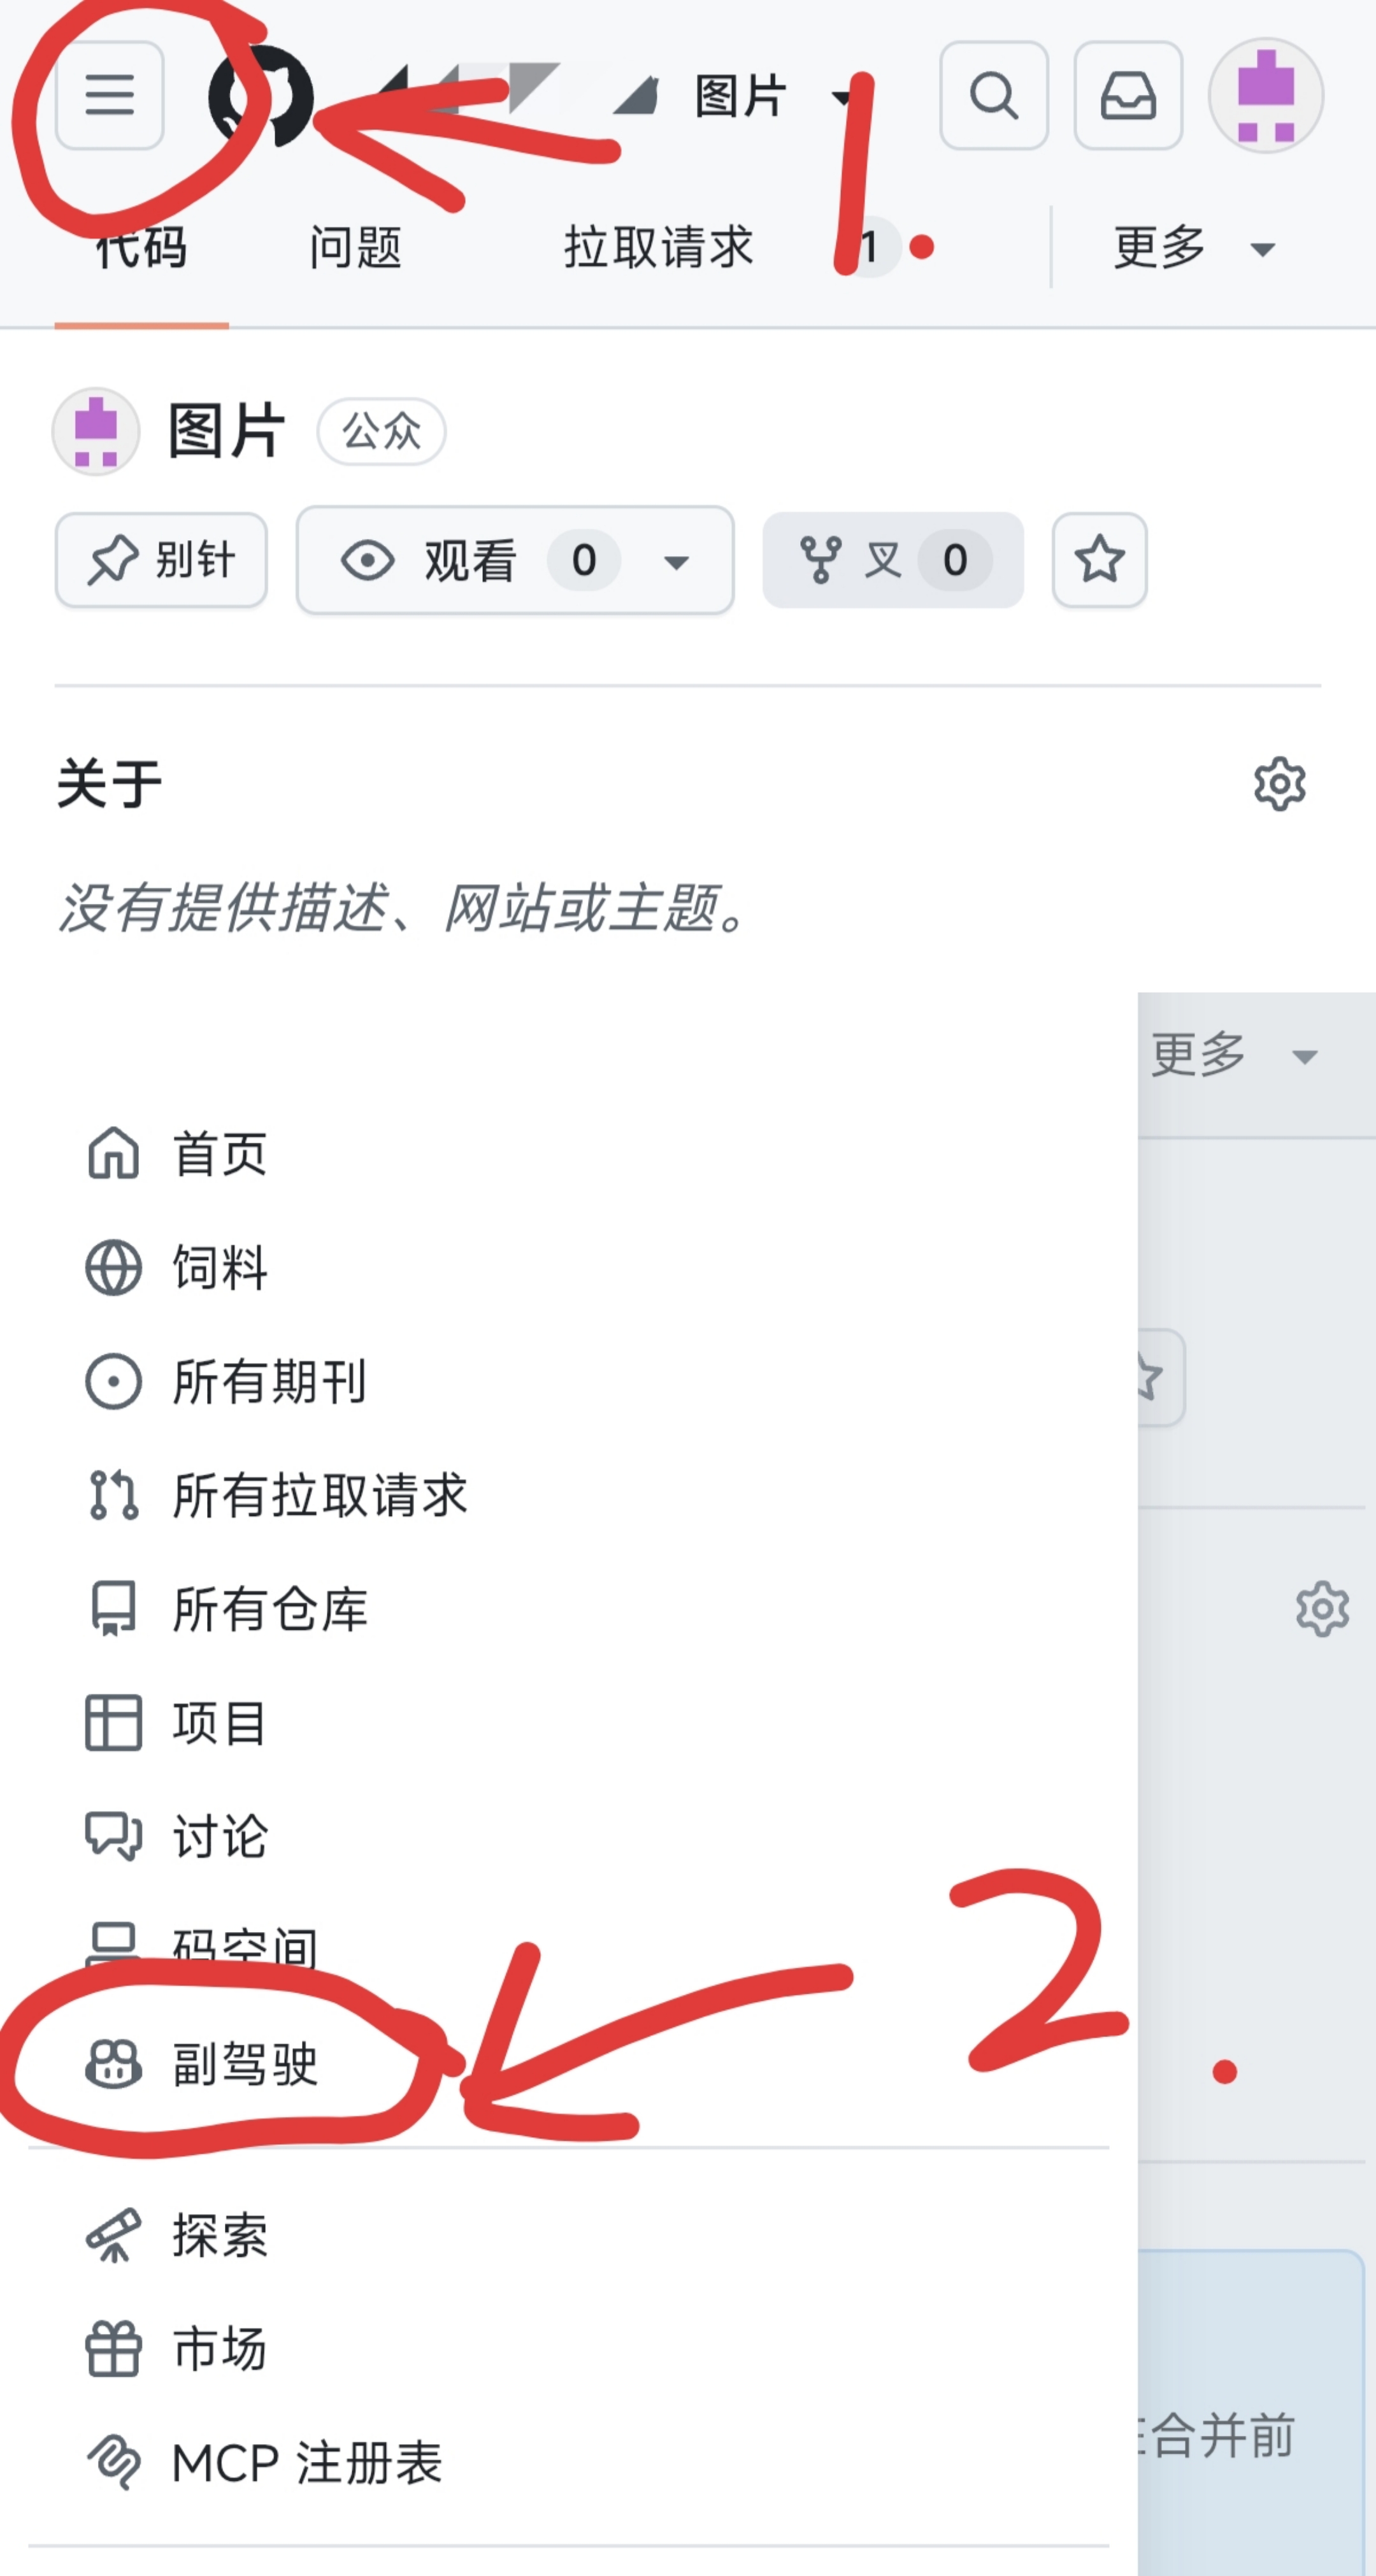 图片
1.
代码 问题 拉取请求 1 更多
图片 公众
别针 观看 0 叉 0
关于
没有提供描述、网站或主题。
更多
首页
饲料
所有期刊
所有拉取请求
所有仓库
项目
讨论
码空间
副驾驶
2.
探索
市场
合并前
MCP 注册表